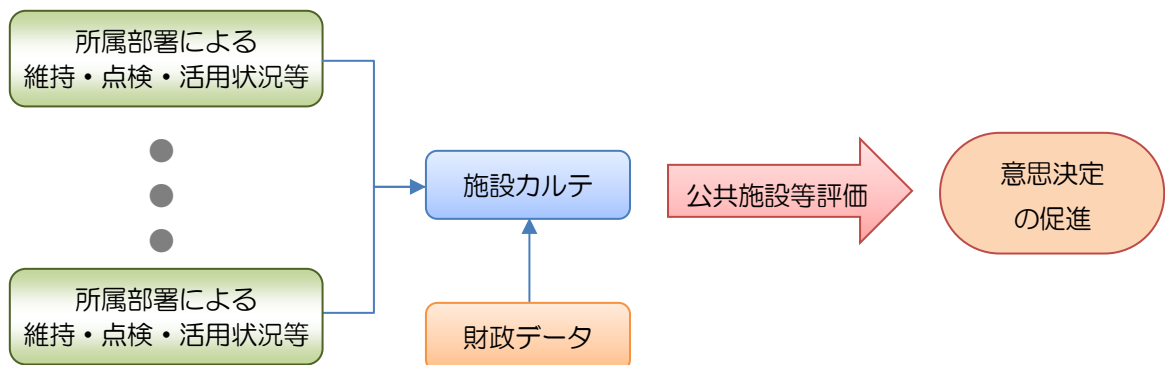 所属部署による
維持・点検・活用状況等
施設カルテ
公共施設等評価
意思決定
の促進
所属部署による
維持・点検・活用状況等
財政データ